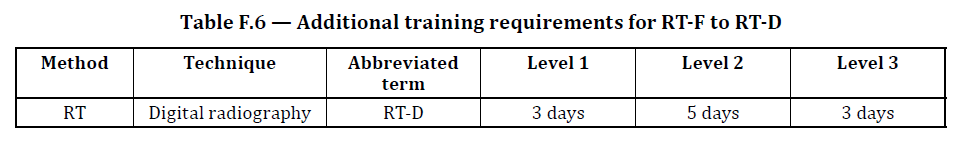 Table F.6 — Additional training requirements for RT-F to RT-D
Method Technique Abbreviated term Level 1 Level 2 Level 3
RT Digital radiography RT-D 3 days 5 days 3 days